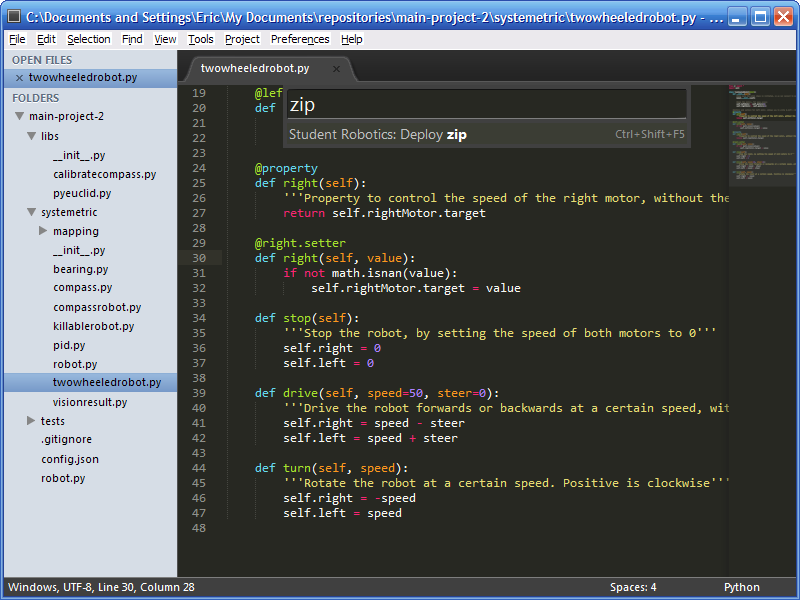 C:\Documents and Settings\Eric\My Documents\repositories\main-project-2\systemetric\twowheeledrobot.py - ...
File Edit Selection Find View Tools Project Preferences Help
OPEN FILES
twowheeledrobot.py
FOLDERS
main-project-2
libs
__init__.py
calibratecompass.py
pyeuclid.py
systemetric
mapping
__init__.py
bearing.py
compass.py
compassrobot.py
killablerobot.py
pid.py
robot.py
twowheeledrobot.py
visionresult.py
tests
.gitignore
config.json
robot.py
twowheeledrobot.py
zip
Student Robotics: Deploy zip Ctrl+Shift+F5
19 @lef
20 def
21
22
23
24 @property
25 def right(self):
26 '''Property to control the speed of the right motor, without the
27 return self.rightMotor.target
28
29 @right.setter
30 def right(self, value):
31 if not math.isnan(value):
32 self.rightMotor.target = value
33
34 def stop(self):
35 '''Stop the robot, by setting the speed of both motors to 0'''
36 self.right = 0
37 self.left = 0
38
39 def drive(self, speed=50, steer=0):
40 '''Drive the robot forwards or backwards at a certain speed, wit
41 self.right = speed - steer
42 self.left = speed + steer
43
44 def turn(self, speed):
45 '''Rotate the robot at a certain speed. Positive is clockwise'''
46 self.right = -speed
47 self.left = speed
48
Windows, UTF-8, Line 30, Column 28 Spaces: 4 Python